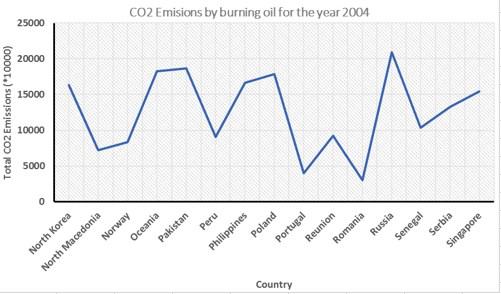 CO2 Emisions by burning oil for the year 2004
Total CO2 Emissions (*10000)
25000
20000
15000
10000
5000
0
North Korea
North Macedonia
Norway
Oceania
Pakistan
Peru
Philippines
Poland
Portugal
Reunion
Romania
Russia
Senegal
Serbia
Singapore
Country